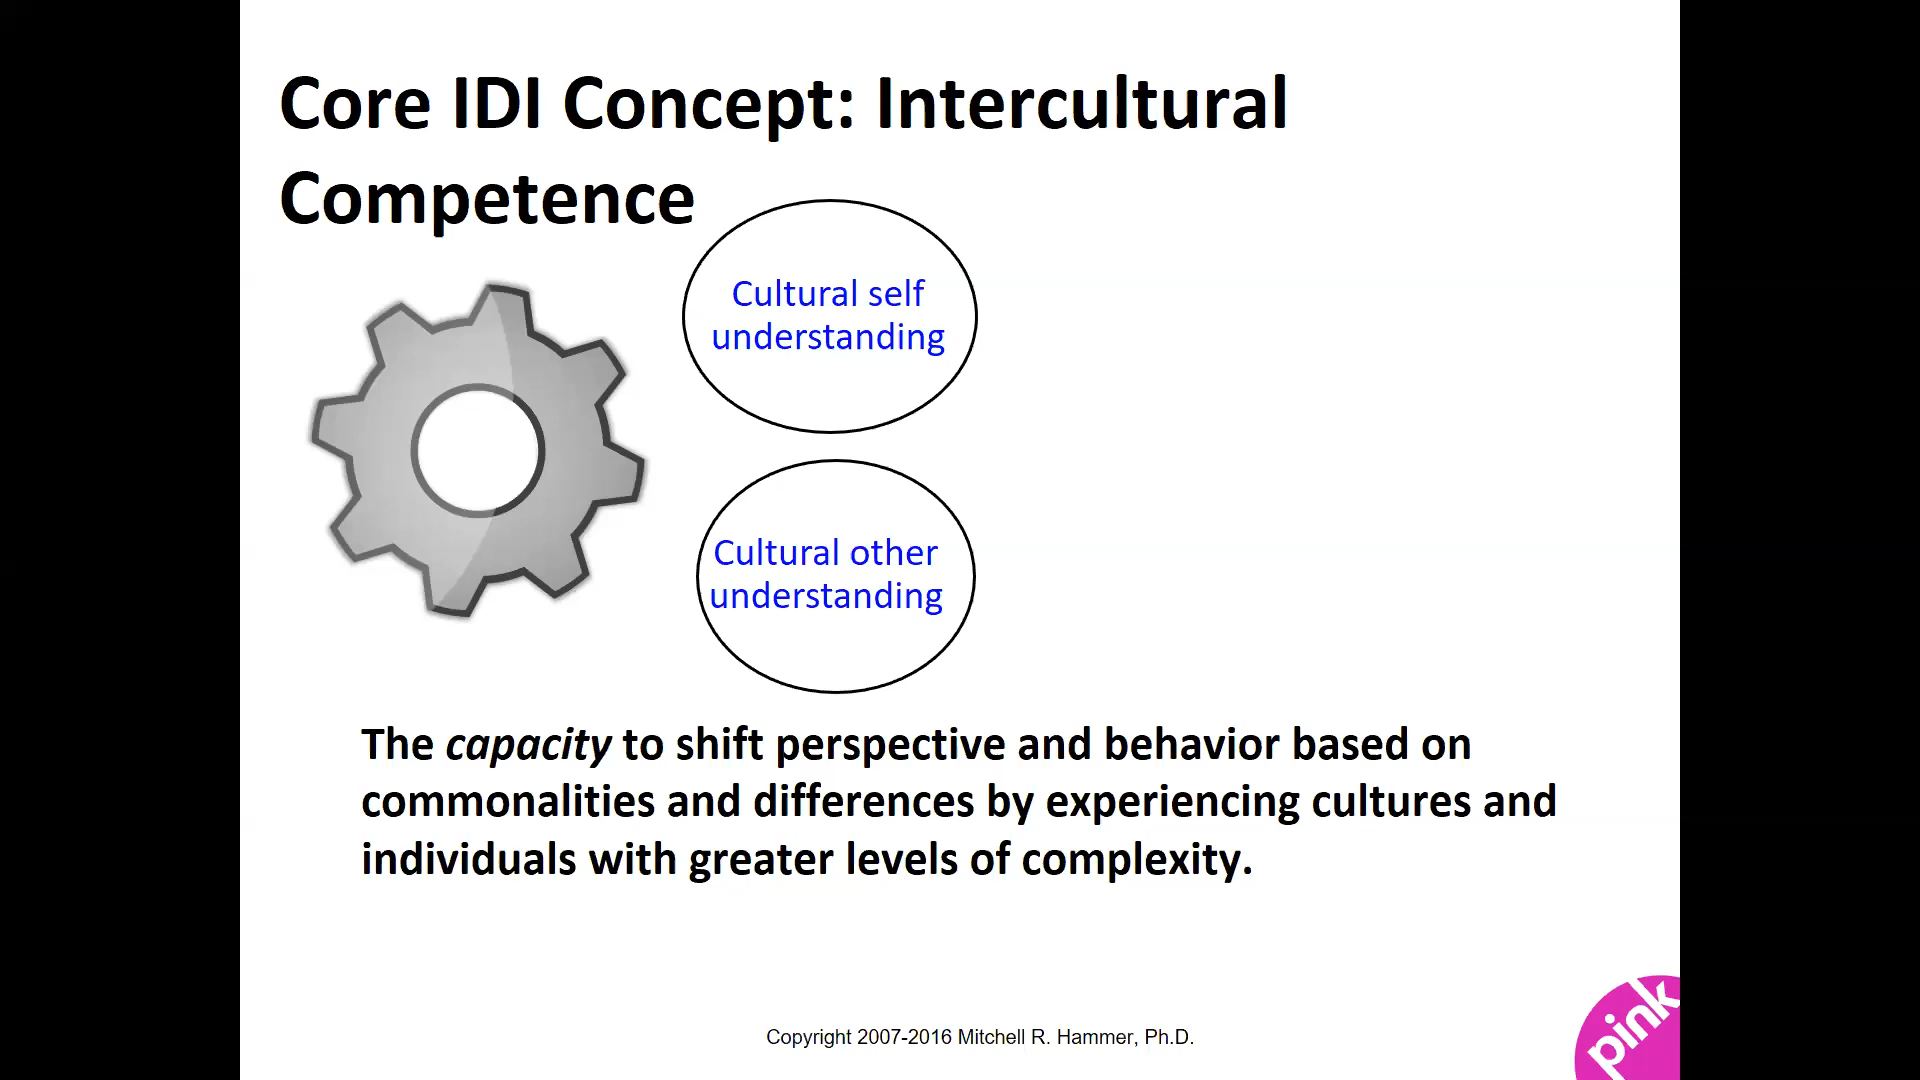 Core IDI Concept: Intercultural
Competence
Cultural self
understanding
Cultural other
understanding
The capacity to shift perspective and behavior based on
commonalities and differences by experiencing cultures and
individuals with greater levels of complexity.
Copyright 2007-2016 Mitchell R. Hammer, Ph.D.
pink